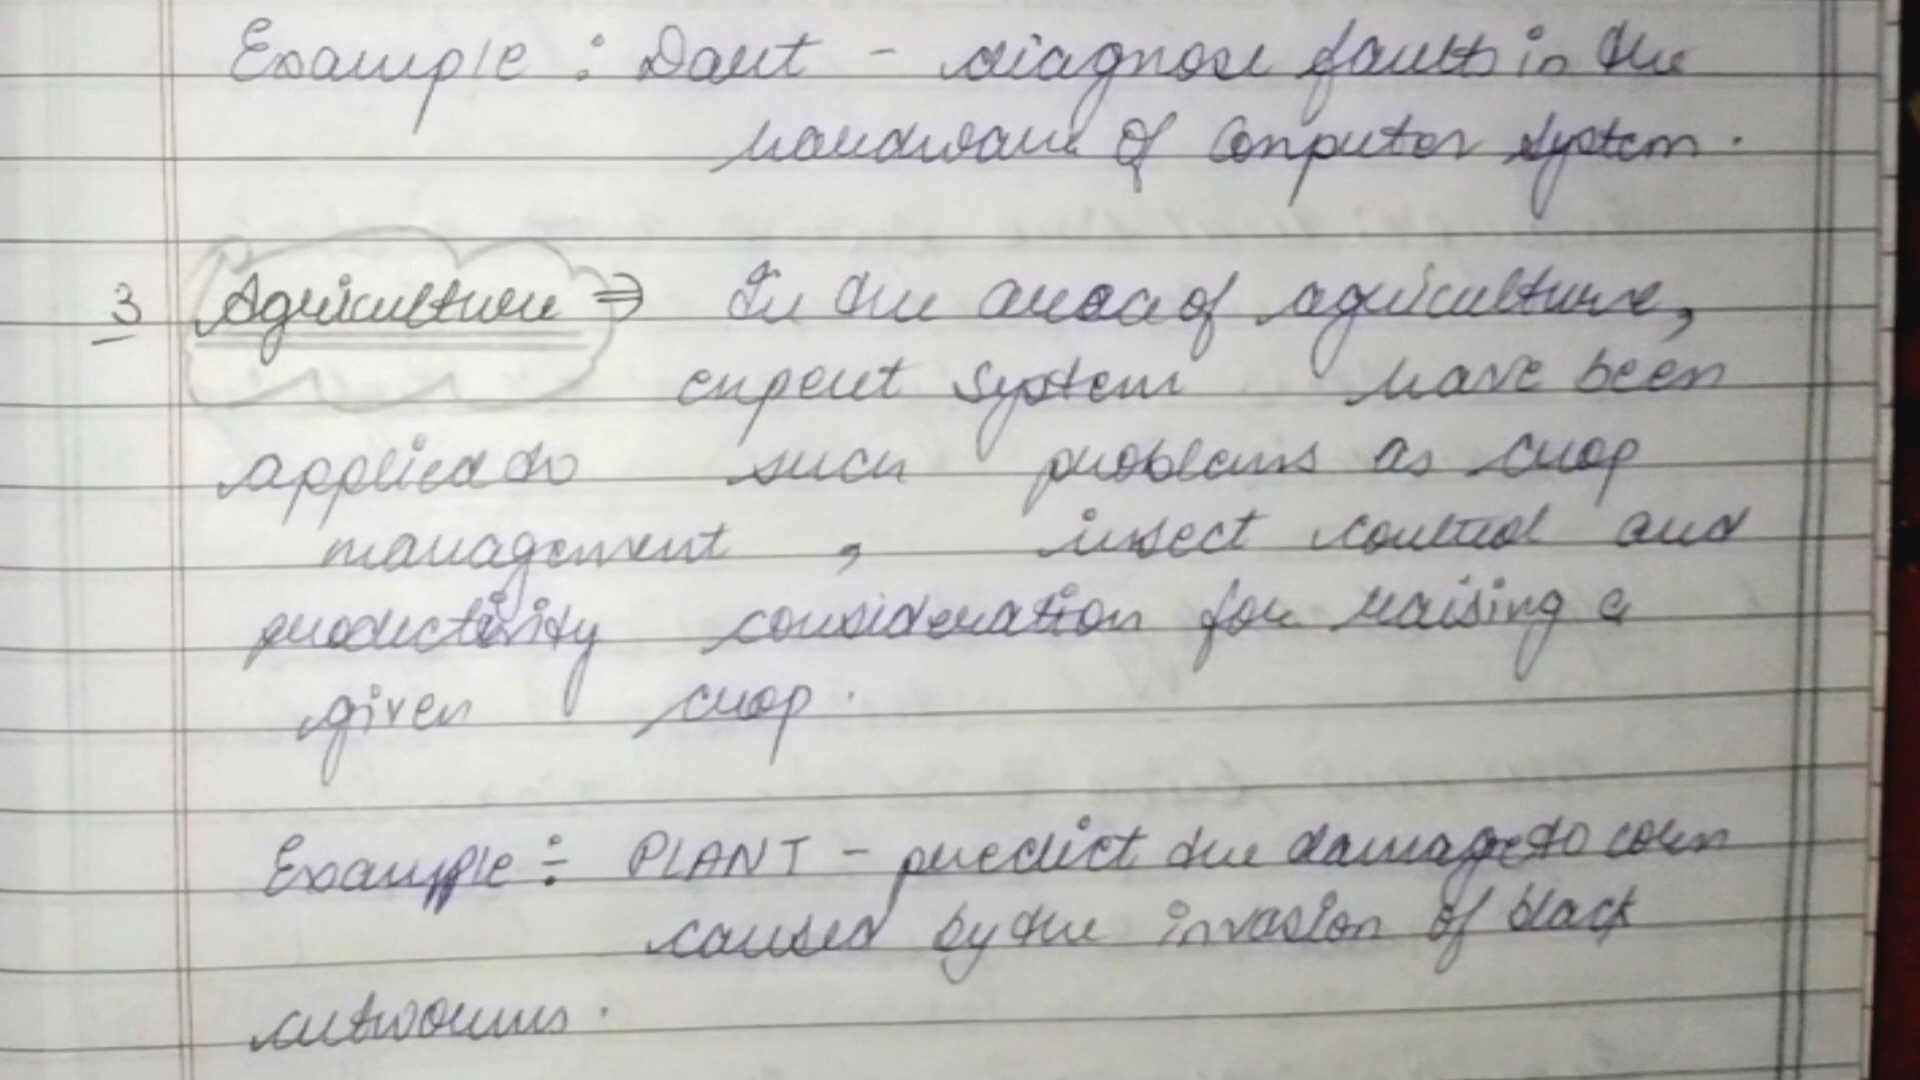 Example : Dart - diagnose faults in the
hardware of Computer system.
3 Agriculture ⇒ In the area of agriculture,
expert system have been
applied to such problems as crop
management , insect control and
productivity consideration for raising a
given crop.
Example ÷ PLANT - predict the damage to corn
caused by the invasion of black
cutworms.